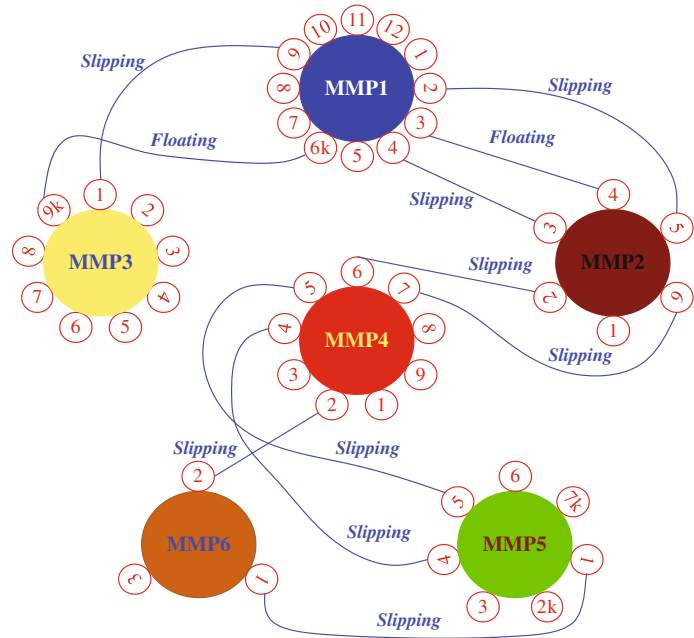 11
10
12
9
1
Slipping
8
MMP1
2
Slipping
7
3
Floating
6k
5
4
Floating
Slipping
1
9k
2
4
8
MMP3
3
3
5
7
4
MMP2
6
5
2
6
1
Slipping
6
5
7
4
MMP4
8
Slipping
3
9
2
1
Slipping
Slipping
2
6
5
7k
MMP6
Slipping
MMP5
4
1
3
1
3
2k
Slipping